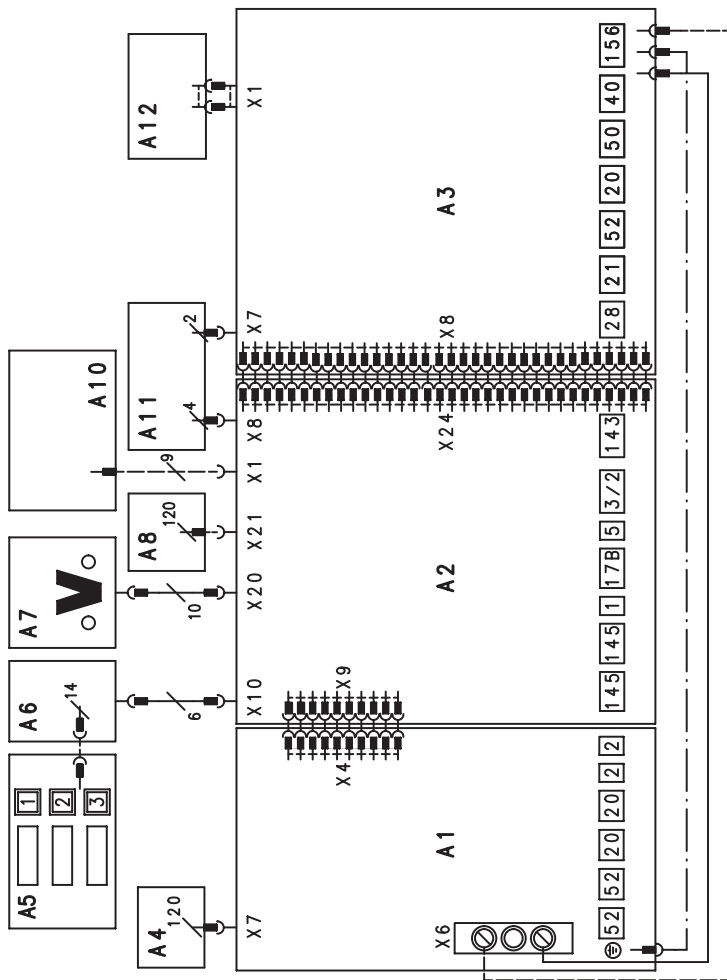 A5 1 A6 A7 A10
2 14 V
3
A4 A8 A11 A12
120 120 9
6 10 4 2
X7 X10 X20 X21 X1 X8 X7 X1
X4 X9
X6 A1 A2 X24 X8 A3
52 52 20 20 2 2 145 145 1 17B 5 3/2 143 28 21 52 20 50 40 156